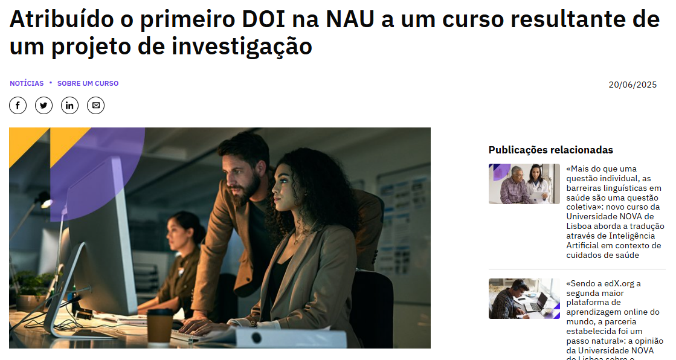 Atribuído o primeiro DOI na NAU a um curso resultante de
um projeto de investigação
NOTÍCIAS • SOBRE UM CURSO
20/06/2025
Publicações relacionadas
«Mais do que uma
questão individual, as
barreiras linguísticas em
saúde são uma questão
coletiva»: novo curso da
Universidade NOVA de
Lisboa aborda a tradução
através de Inteligência
Artificial em contexto de
cuidados de saúde
«Sendo a edX.org a
segunda maior
plataforma de
aprendizagem online do
mundo, a parceria
estabelecida foi um
passo natural»: a opinião
da Universidade NOVA
de Lisboa sobre o